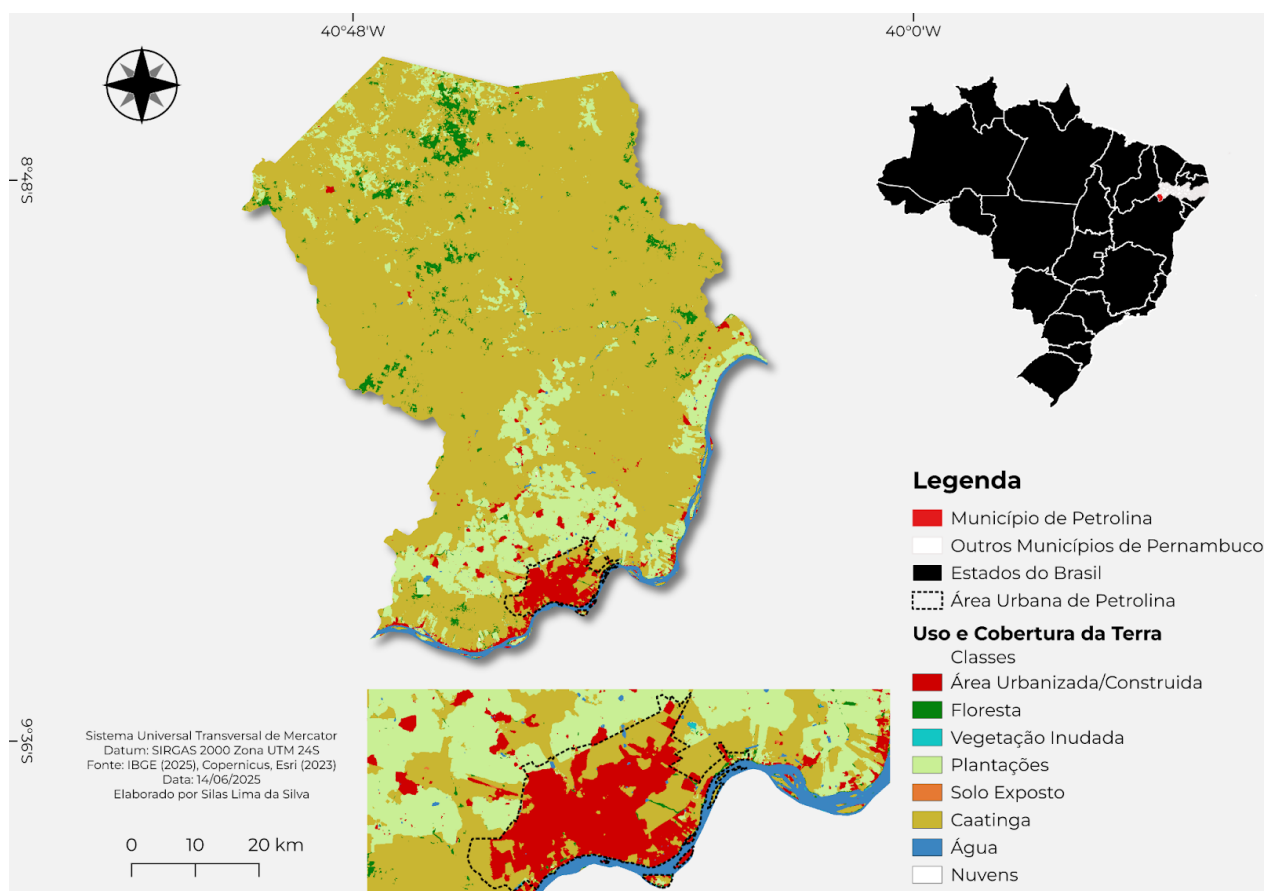 40°48'W
40°0'W
8°48'S
9°36'S
Legenda
Município de Petrolina
Outros Municípios de Pernambuco
Estados do Brasil
Área Urbana de Petrolina
Uso e Cobertura da Terra
Classes
Área Urbanizada/Construida
Floresta
Vegetação Inudada
Plantações
Solo Exposto
Caatinga
Água
Nuvens
Sistema Universal Transversal de Mercator
Datum: SIRGAS 2000 Zona UTM 24S
Fonte: IBGE (2025), Copernicus, Esri (2023)
Data: 14/06/2025
Elaborado por Silas Lima da Silva
0 10 20 km